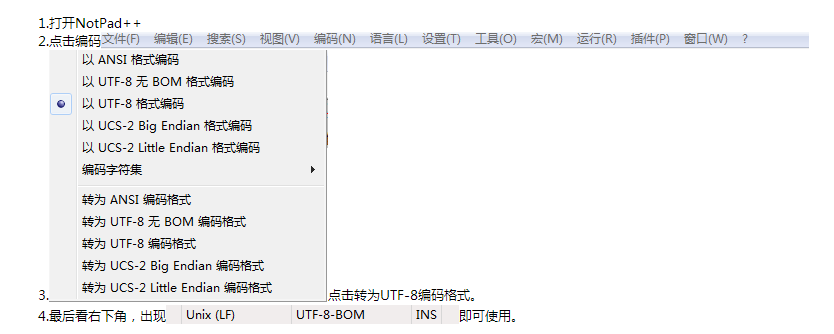 1.打开NotPad++
2.点击编码文件(F) 编辑(E) 搜索(S) 视图(V) 编码(N) 语言(L) 设置(T) 工具(O) 宏(M) 运行(R) 插件(P) 窗口(W) ?
以 ANSI 格式编码
以 UTF-8 无 BOM 格式编码
以 UTF-8 格式编码
以 UCS-2 Big Endian 格式编码
以 UCS-2 Little Endian 格式编码
编码字符集
转为 ANSI 编码格式
转为 UTF-8 无 BOM 编码格式
转为 UTF-8 编码格式
转为 UCS-2 Big Endian 编码格式
转为 UCS-2 Little Endian 编码格式
3.点击转为UTF-8编码格式。
4.最后看右下角，出现 Unix (LF) UTF-8-BOM INS 即可使用。